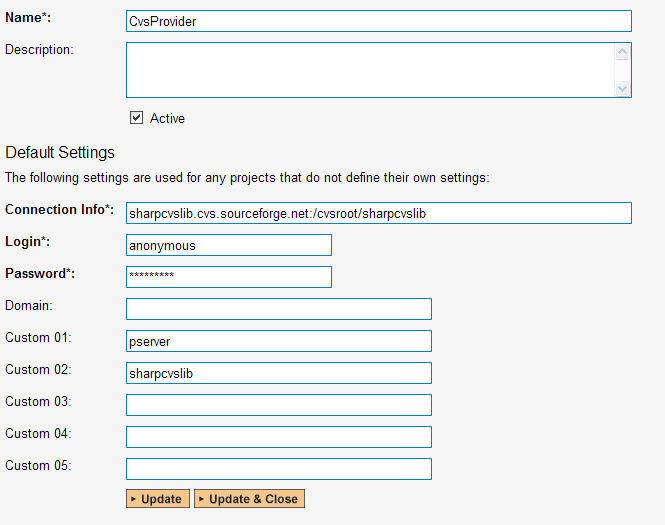 Name*: CvsProvider
Description:
Active
Default Settings
The following settings are used for any projects that do not define their own settings:
Connection Info*: sharpcvslib.cvs.sourceforge.net:/cvsroot/sharpcvslib
Login*: anonymous
Password*: *********
Domain:
Custom 01: pserver
Custom 02: sharpcvslib
Custom 03:
Custom 04:
Custom 05:
Update Update & Close